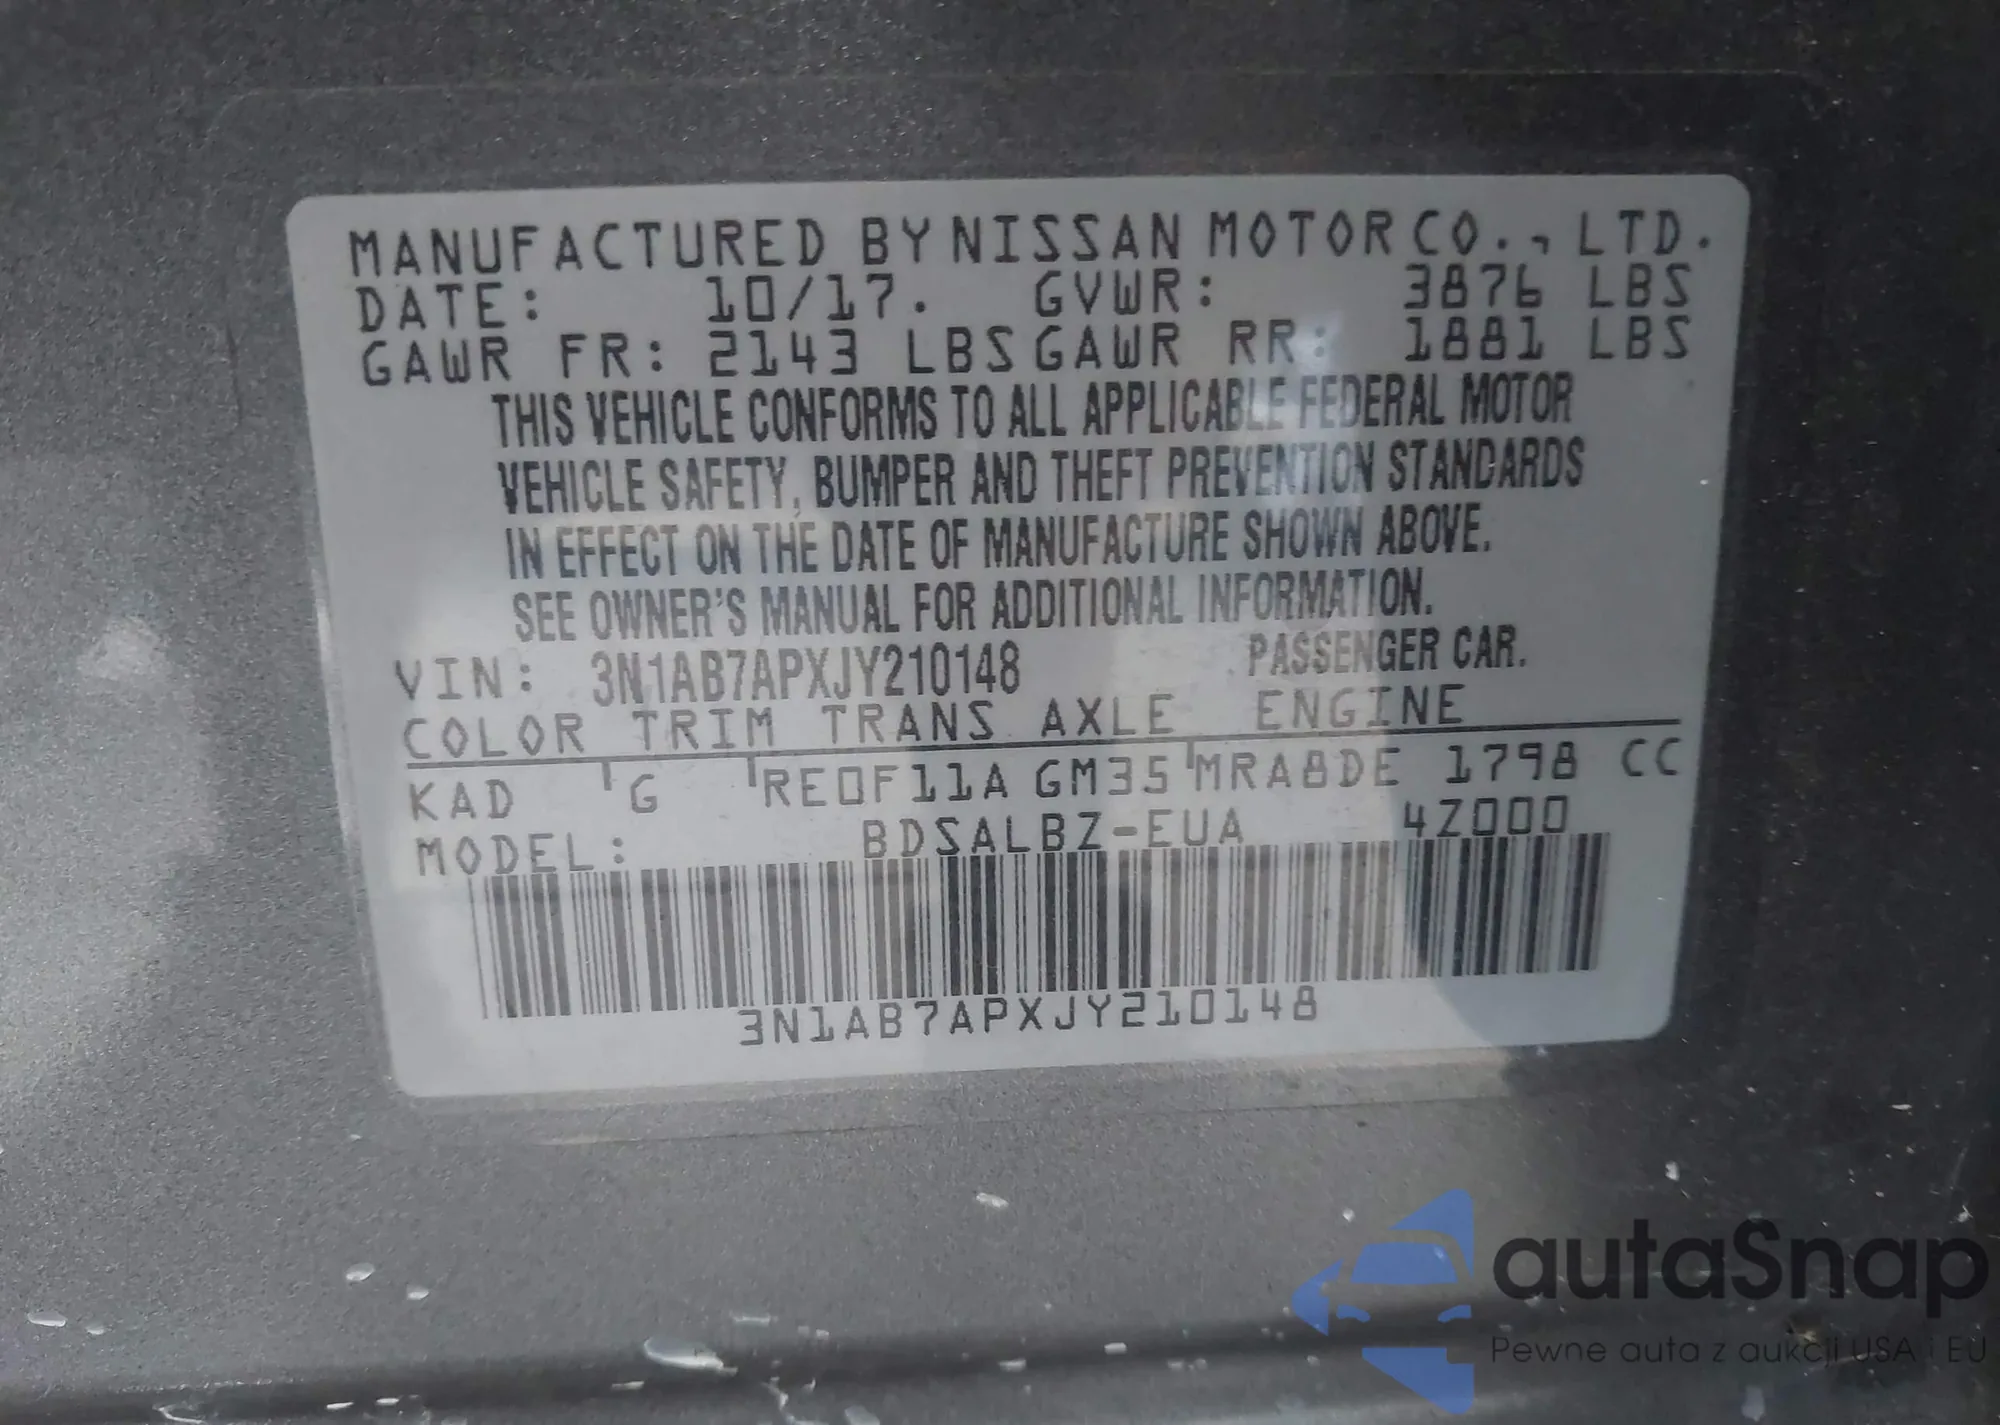 MANUFACTURED BY NISSAN MOTOR CO., LTD.
DATE: 10/17. GVWR: 3876 LBS
GAWR FR: 2143 LBS GAWR RR: 1881 LBS
THIS VEHICLE CONFORMS TO ALL APPLICABLE FEDERAL MOTOR
VEHICLE SAFETY, BUMPER AND THEFT PREVENTION STANDARDS
IN EFFECT ON THE DATE OF MANUFACTURE SHOWN ABOVE.
SEE OWNER'S MANUAL FOR ADDITIONAL INFORMATION.
VIN: 3N1AB7APXJY210148 PASSENGER CAR.
COLOR TRIM TRANS AXLE ENGINE
KAD G RE0F11A GM35 MRA8DE 1798 CC
MODEL: BDSALBZ-EUA 4Z000
3N1AB7APXJY210148
autaSnap
Pewne auta z aukcji USA i EU